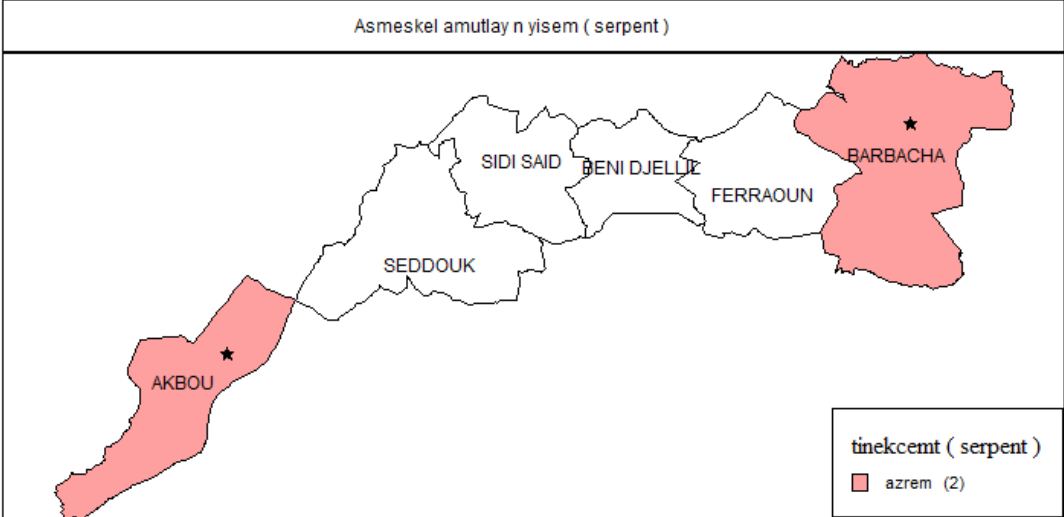 Asmeskel amutlay n yisem ( serpent )
BARBACHA
SIDI SAID
BENI DJELLIL
FERRAOUN
SEDDOUK
AKBOU
tinekcemt ( serpent )
azrem (2)